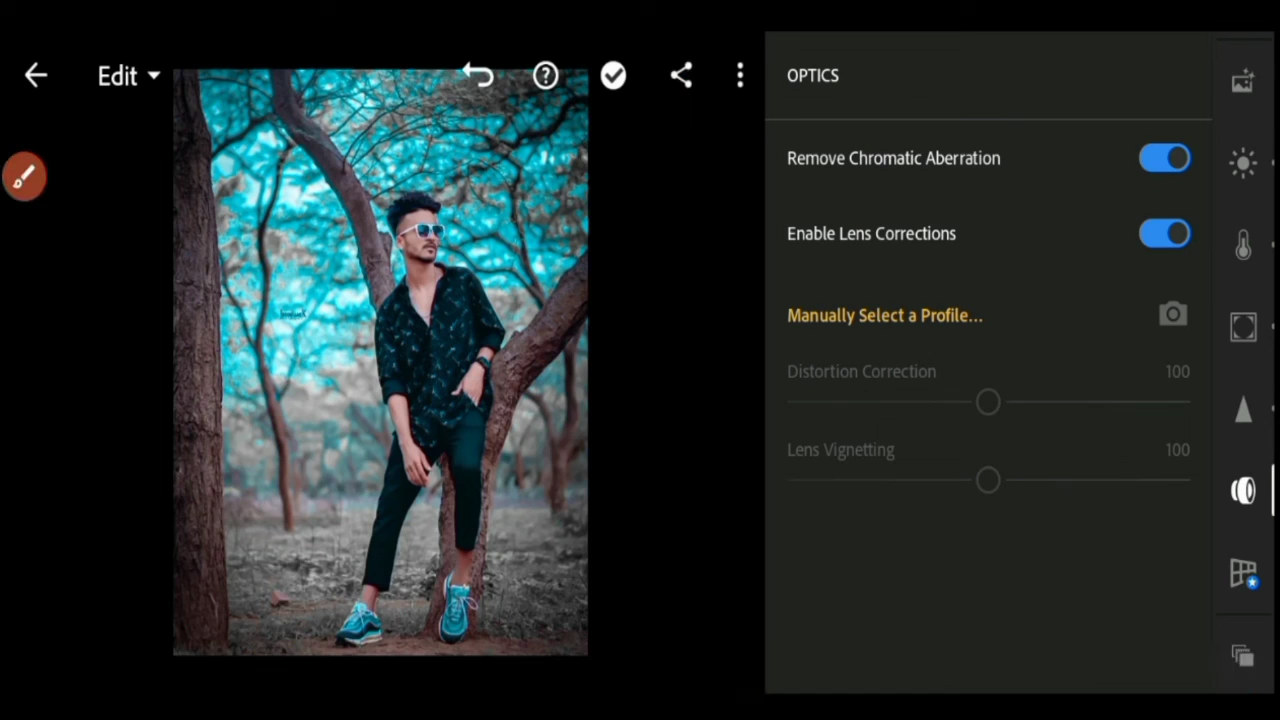 Edit
OPTICS
Remove Chromatic Aberration
Enable Lens Corrections
Manually Select a Profile...
Distortion Correction 100
Lens Vignetting 100